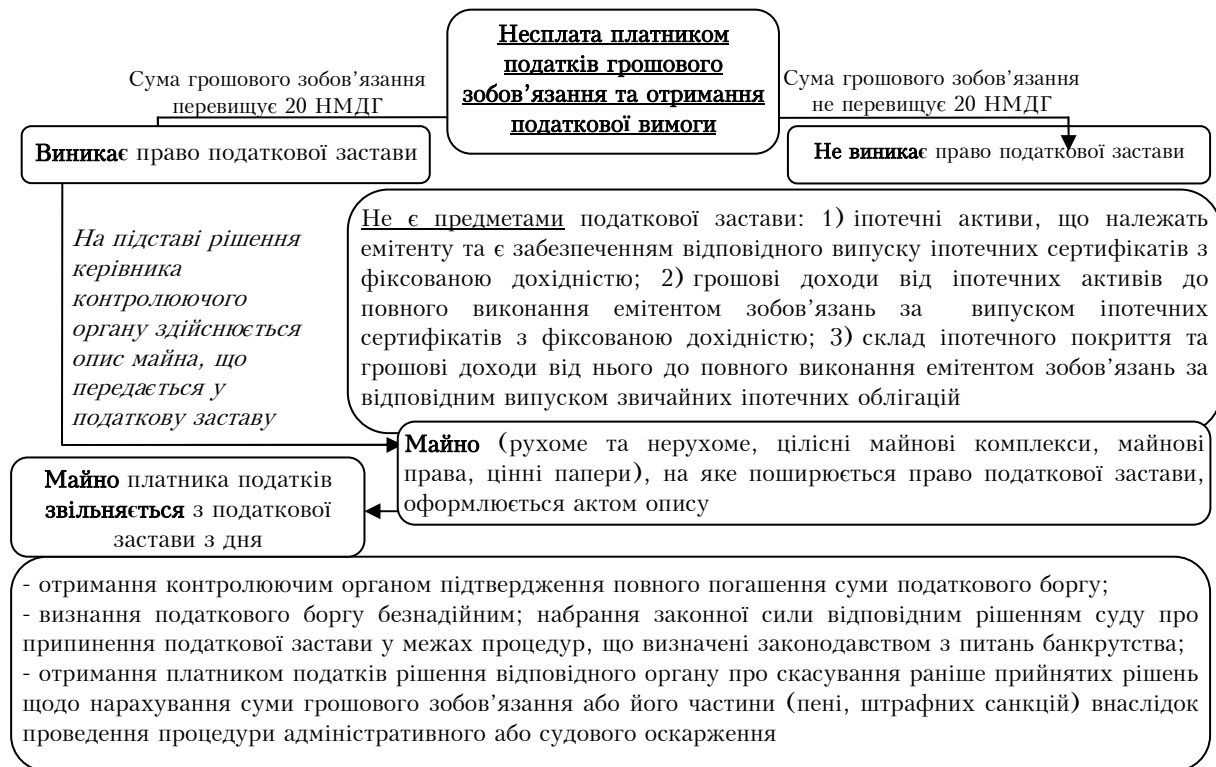 Несплата платником
податків грошового
зобов’язання та отримання
податкової вимоги
Сума грошового зобов’язання
перевищує 20 НМДГ
Сума грошового зобов’язання
не перевищує 20 НМДГ
Виникає право податкової застави
Не виникає право податкової застави
На підставі рішення
керівника
контролюючого
органу здійснюється
опис майна, що
передається у
податкову заставу
Не є предметами податкової застави: 1) іпотечні активи, що належать
емітенту та є забезпеченням відповідного випуску іпотечних сертифікатів з
фіксованою дохідністю; 2) грошові доходи від іпотечних активів до
повного виконання емітентом зобов’язань за випуском іпотечних
сертифікатів з фіксованою дохідністю; 3) склад іпотечного покриття та
грошові доходи від нього до повного виконання емітентом зобов’язань за
відповідним випуском звичайних іпотечних облігацій
Майно (рухоме та нерухоме, цілісні майнові комплекси, майнові
права, цінні папери), на яке поширюється право податкової застави,
оформлюється актом опису
Майно платника податків
звільняється з податкової
застави з дня
- отримання контролюючим органом підтвердження повного погашення суми податкового боргу;
- визнання податкового боргу безнадійним; набрання законної сили відповідним рішенням суду про
припинення податкової застави у межах процедур, що визначені законодавством з питань банкрутства;
- отримання платником податків рішення відповідного органу про скасування раніше прийнятих рішень
щодо нарахування суми грошового зобов’язання або його частини (пені, штрафних санкцій) внаслідок
проведення процедури адміністративного або судового оскарження